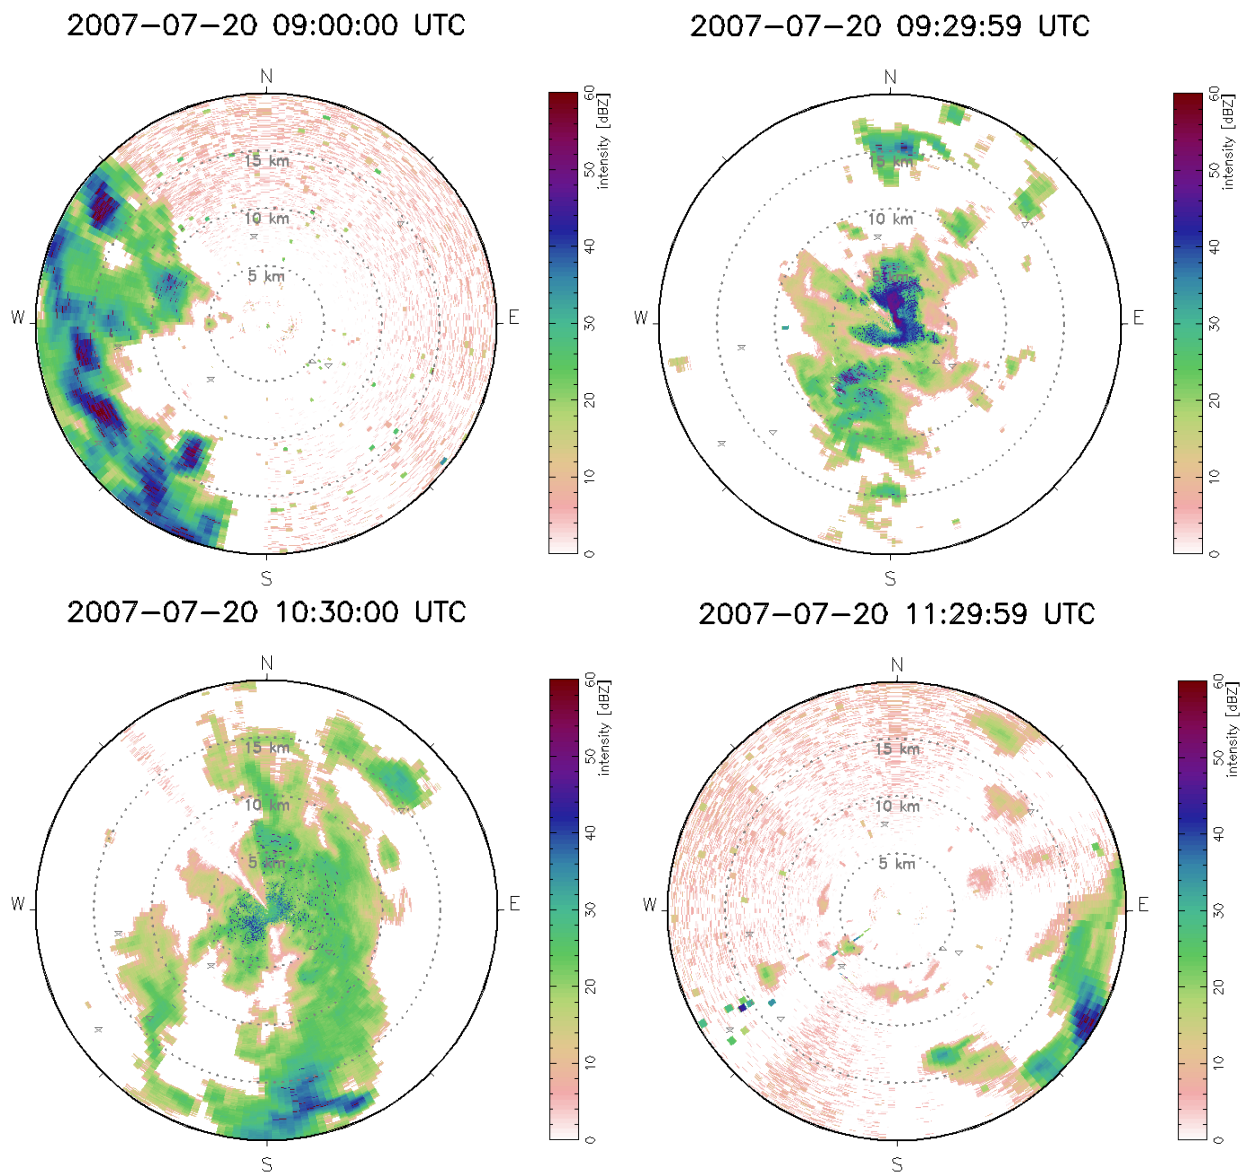 2007-07-20 09:00:00 UTC
N
15 km
10 km
5 km
W
E
S
60
50
40
30
20
10
0
intensity [dBZ]
2007-07-20 09:29:59 UTC
N
15 km
10 km
5 km
W
E
S
60
50
40
30
20
10
0
intensity [dBZ]
2007-07-20 10:30:00 UTC
N
15 km
10 km
5 km
W
E
S
60
50
40
30
20
10
0
intensity [dBZ]
2007-07-20 11:29:59 UTC
N
15 km
10 km
5 km
W
E
S
60
50
40
30
20
10
0
intensity [dBZ]